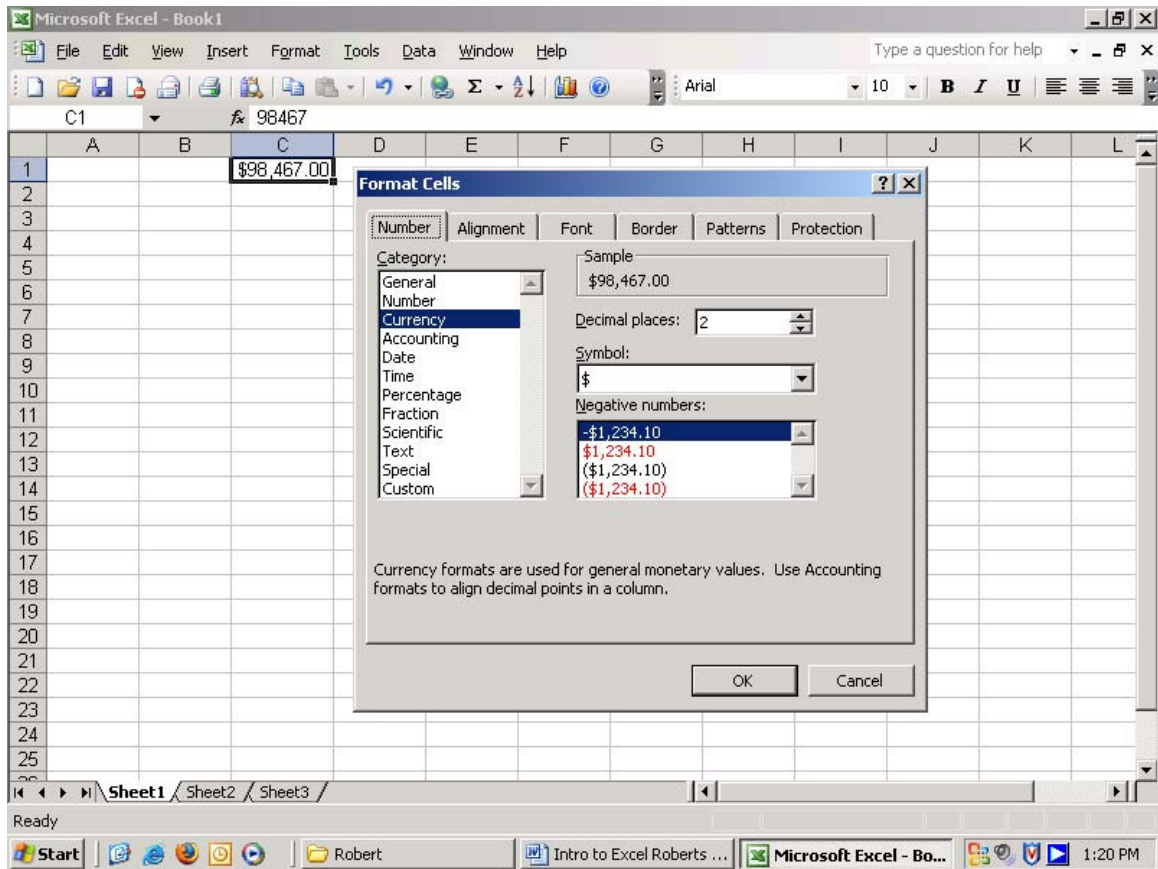 Microsoft Excel - Book1
File Edit View Insert Format Tools Data Window Help Type a question for help
Arial 10 B I U
C1 fx 98467
A B C D E F G H I J K L
1 $98,467.00
2
3
4
5
6
7
8
9
10
11
12
13
14
15
16
17
18
19
20
21
22
23
24
25
Format Cells
Number Alignment Font Border Patterns Protection
Category:
General
Number
Currency
Accounting
Date
Time
Percentage
Fraction
Scientific
Text
Special
Custom
Sample
$98,467.00
Decimal places: 2
Symbol:
$
Negative numbers:
-$1,234.10
$1,234.10
($1,234.10)
($1,234.10)
Currency formats are used for general monetary values. Use Accounting
formats to align decimal points in a column.
OK Cancel
Sheet1 Sheet2 Sheet3
Ready
Start Robert Intro to Excel Roberts ... Microsoft Excel - Bo... 1:20 PM